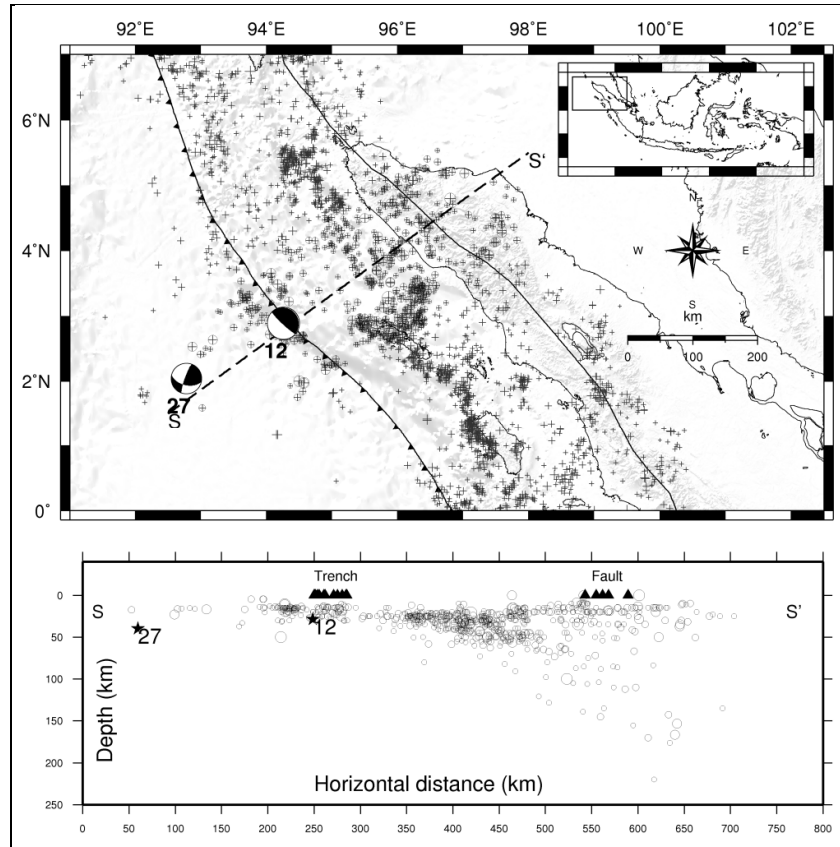 92˚E 94˚E 96˚E 98˚E 100˚E 102˚E
6˚N
S'
N
4˚N
W E
S
km
0 100 200
12
2˚N
27
S
0˚
Trench Fault
0
S S'
27 12
50
100
150
200
250
Depth (km)
Horizontal distance (km)
0 50 100 150 200 250 300 350 400 450 500 550 600 650 700 750 800